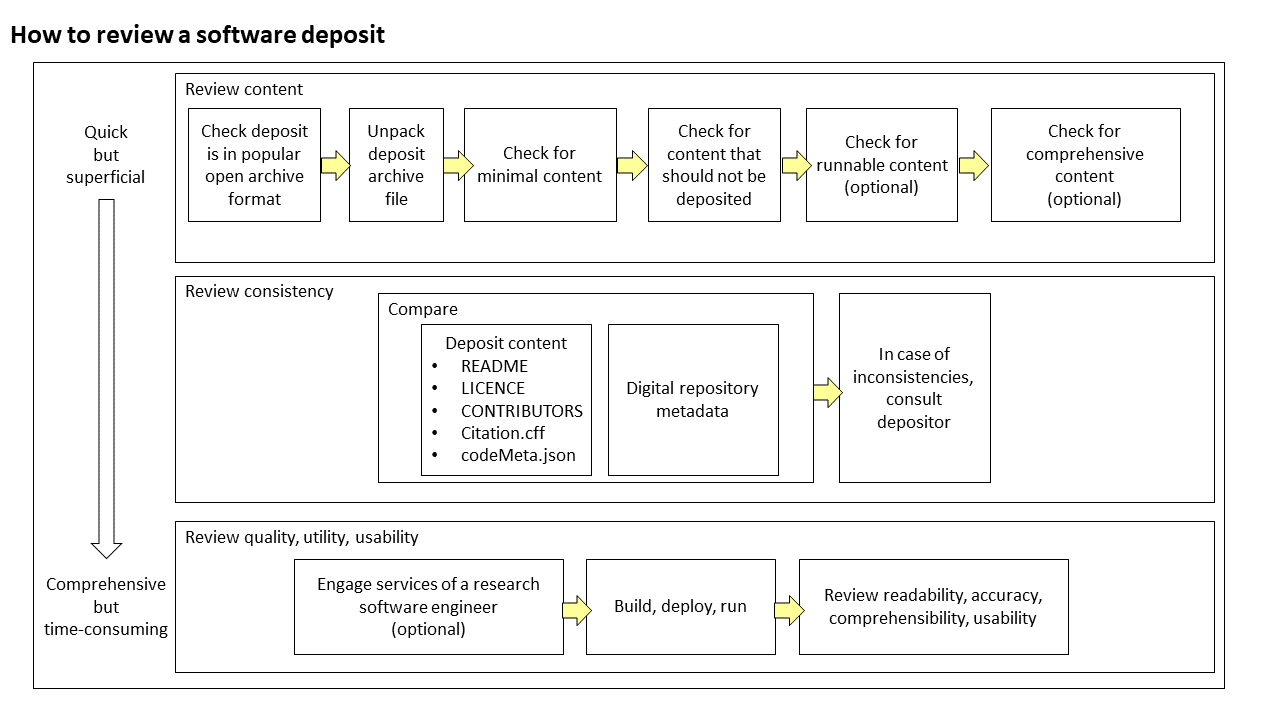 How to review a software deposit
Quick
but
superficial
Comprehensive
but
time-consuming
Review content
Check deposit
is in popular
open archive
format
Unpack
deposit
archive
file
Check for
minimal content
Check for
content that
should not be
deposited
Check for
runnable content
(optional)
Check for
comprehensive
content
(optional)
Review consistency
Compare
Deposit content
• README
• LICENCE
• CONTRIBUTORS
• Citation.cff
• codeMeta.json
Digital repository
metadata
In case of
inconsistencies,
consult
depositor
Review quality, utility, usability
Engage services of a research
software engineer
(optional)
Build, deploy, run
Review readability, accuracy,
comprehensibility, usability